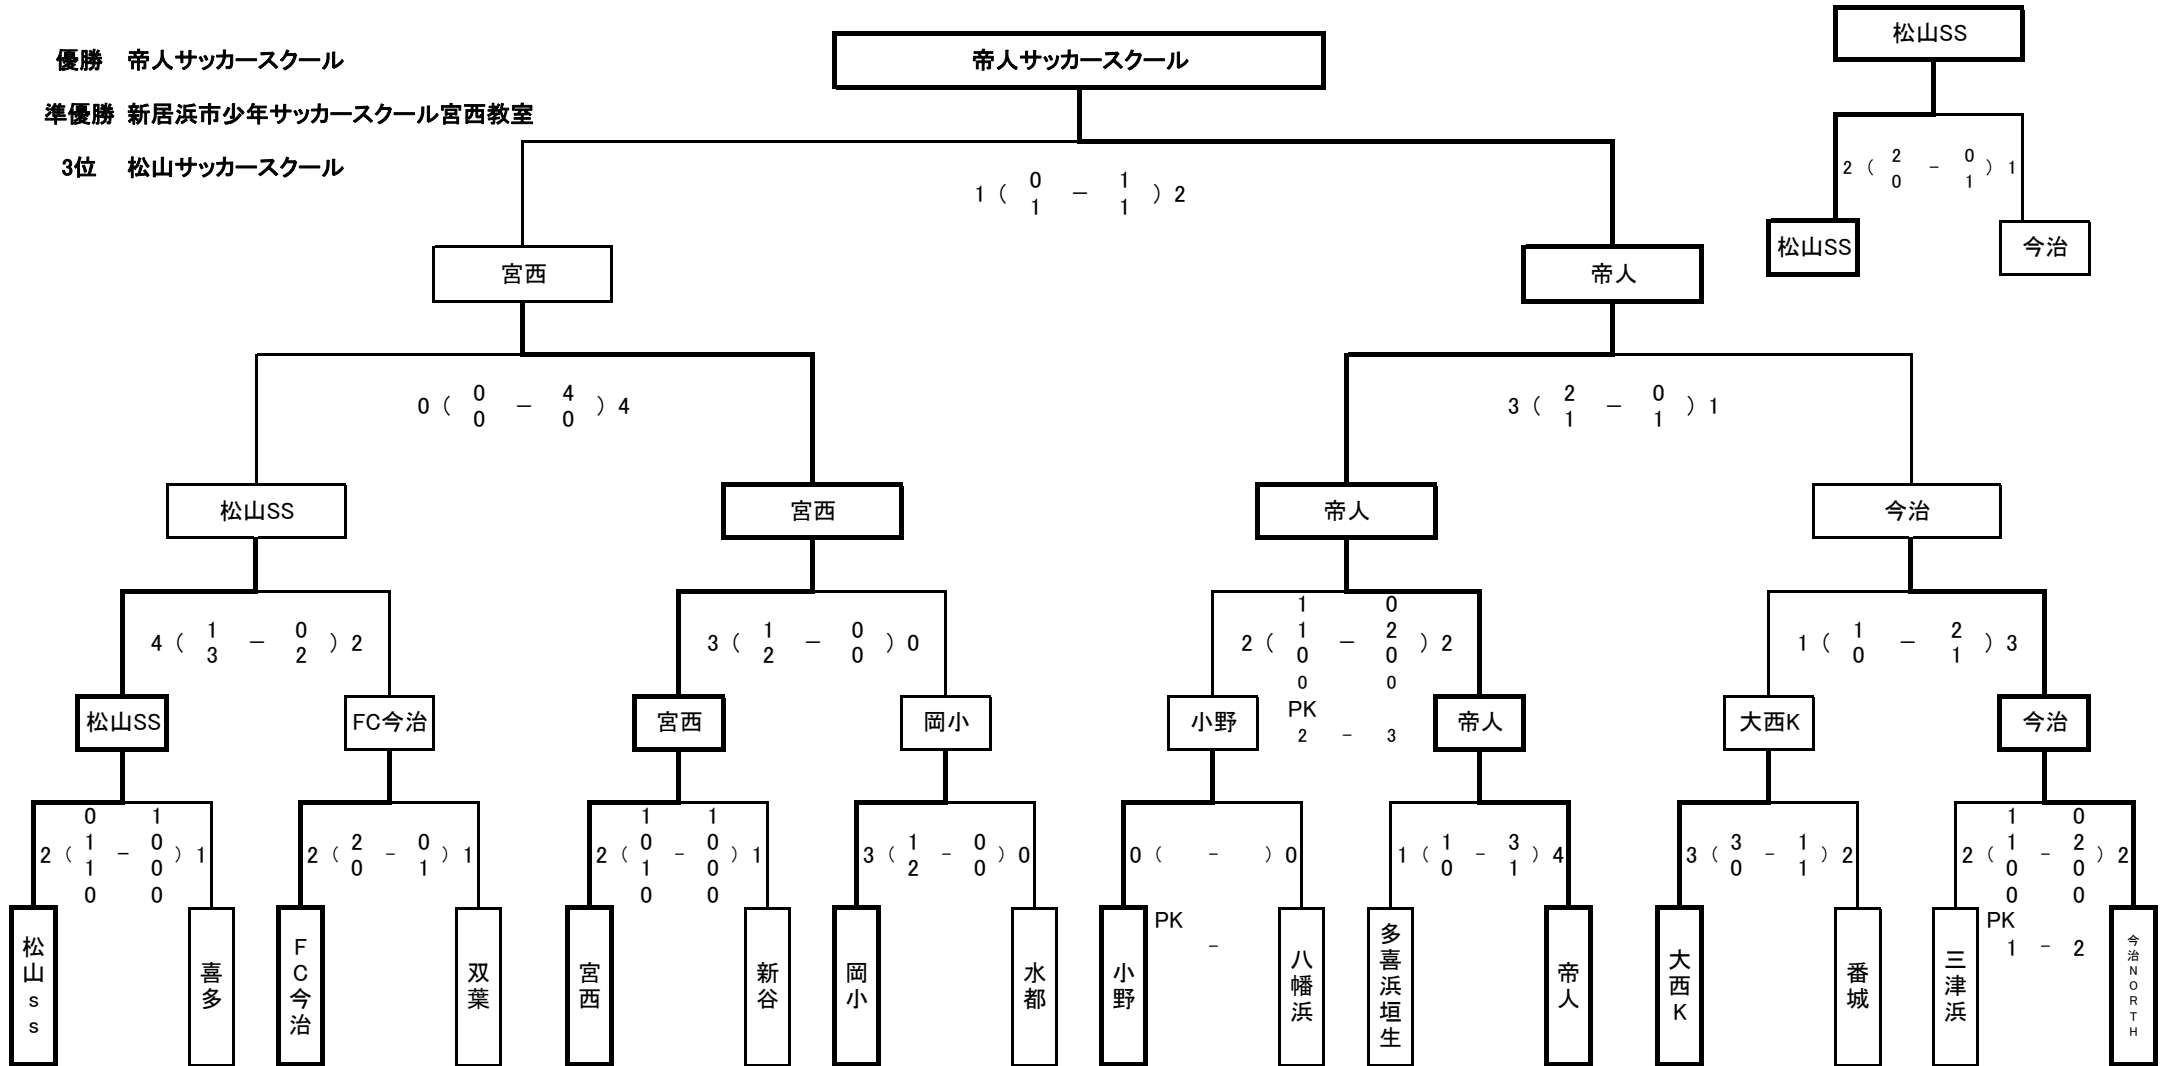 優勝 帝人サッカースクール
準優勝 新居浜市少年サッカースクール宮西教室
3位 松山サッカースクール
帝人サッカースクール
松山SS
2 ( 2 - 0 ) 1
0 1
松山SS 今治
1 ( 0 - 1 ) 2
1 1
宮西 帝人
0 ( 0 - 4 ) 4
0 0
3 ( 2 - 0 ) 1
1 1
松山SS 宮西 帝人 今治
4 ( 1 - 0 ) 2
3 2
3 ( 1 - 0 ) 0
2 0
1 0
2 ( 1 - 2 ) 2
0 0
0 0
PK
2 - 3
1 ( 1 - 2 ) 3
0 1
松山SS FC今治 宮西 岡小 小野 帝人 大西K 今治
0 1
2 ( 1 - 0 ) 1
1 0
0 0
2 ( 2 - 0 ) 1
0 1
1 1
2 ( 0 - 0 ) 1
1 0
0 0
3 ( 1 - 0 ) 0
2 0
0 ( - ) 0
PK
-
1 ( 1 - 3 ) 4
0 1
3 ( 3 - 1 ) 2
0 1
1 0
2 ( 1 - 2 ) 2
0 0
0 0
PK
1 - 2
松山ss
喜多
FC今治
双葉
宮西
新谷
岡小
水都
小野
八幡浜
多喜浜垣生
帝人
大西K
番城
三津浜
今治NORTH